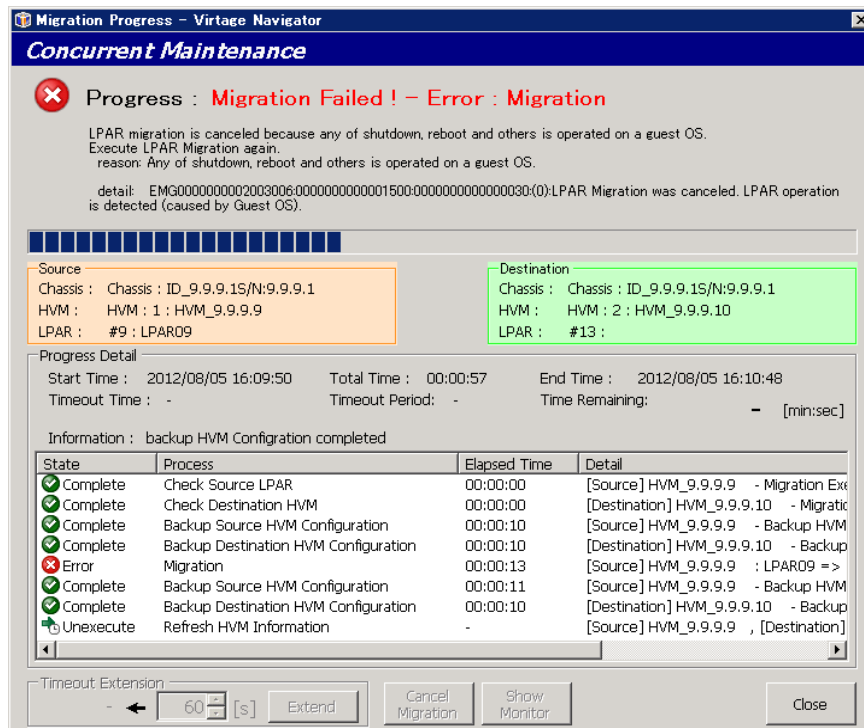 Migration Progress - Virtage Navigator
Concurrent Maintenance
Progress : Migration Failed ! - Error : Migration
LPAR migration is canceled because any of shutdown, reboot and others is operated on a guest OS.
Execute LPAR Migration again.
reason: Any of shutdown, reboot and others is operated on a guest OS.
detail: EMG0000000002003006:0000000000001500:0000000000000030:(0):LPAR Migration was canceled. LPAR operation
is detected (caused by Guest OS).
Source
Chassis : Chassis : ID_9.9.9.1S/N:9.9.9.1
HVM : HVM : 1 : HVM_9.9.9.9
LPAR : #9 : LPAR09
Destination
Chassis : Chassis : ID_9.9.9.1S/N:9.9.9.1
HVM : HVM : 2 : HVM_9.9.9.10
LPAR : #13 :
Progress Detail
Start Time : 2012/08/05 16:09:50 Total Time : 00:00:57 End Time : 2012/08/05 16:10:48
Timeout Time : - Timeout Period: - Time Remaining: - [min:sec]
Information : backup HVM Configration completed
State Process Elapsed Time Detail
Complete Check Source LPAR 00:00:00 [Source] HVM_9.9.9.9 - Migration Exe
Complete Check Destination HVM 00:00:00 [Destination] HVM_9.9.9.10 - Migratic
Complete Backup Source HVM Configuration 00:00:10 [Source] HVM_9.9.9.9 - Backup HVM
Complete Backup Destination HVM Configuration 00:00:10 [Destination] HVM_9.9.9.10 - Backup
Error Migration 00:00:13 [Source] HVM_9.9.9.9 : LPAR09 =>
Complete Backup Source HVM Configuration 00:00:11 [Source] HVM_9.9.9.9 - Backup HVM
Complete Backup Destination HVM Configuration 00:00:10 [Destination] HVM_9.9.9.10 - Backup
Unexecute Refresh HVM Information - [Source] HVM_9.9.9.9 , [Destination]
Timeout Extension
- 60 [s] Extend
Cancel
Migration
Show
Monitor
Close